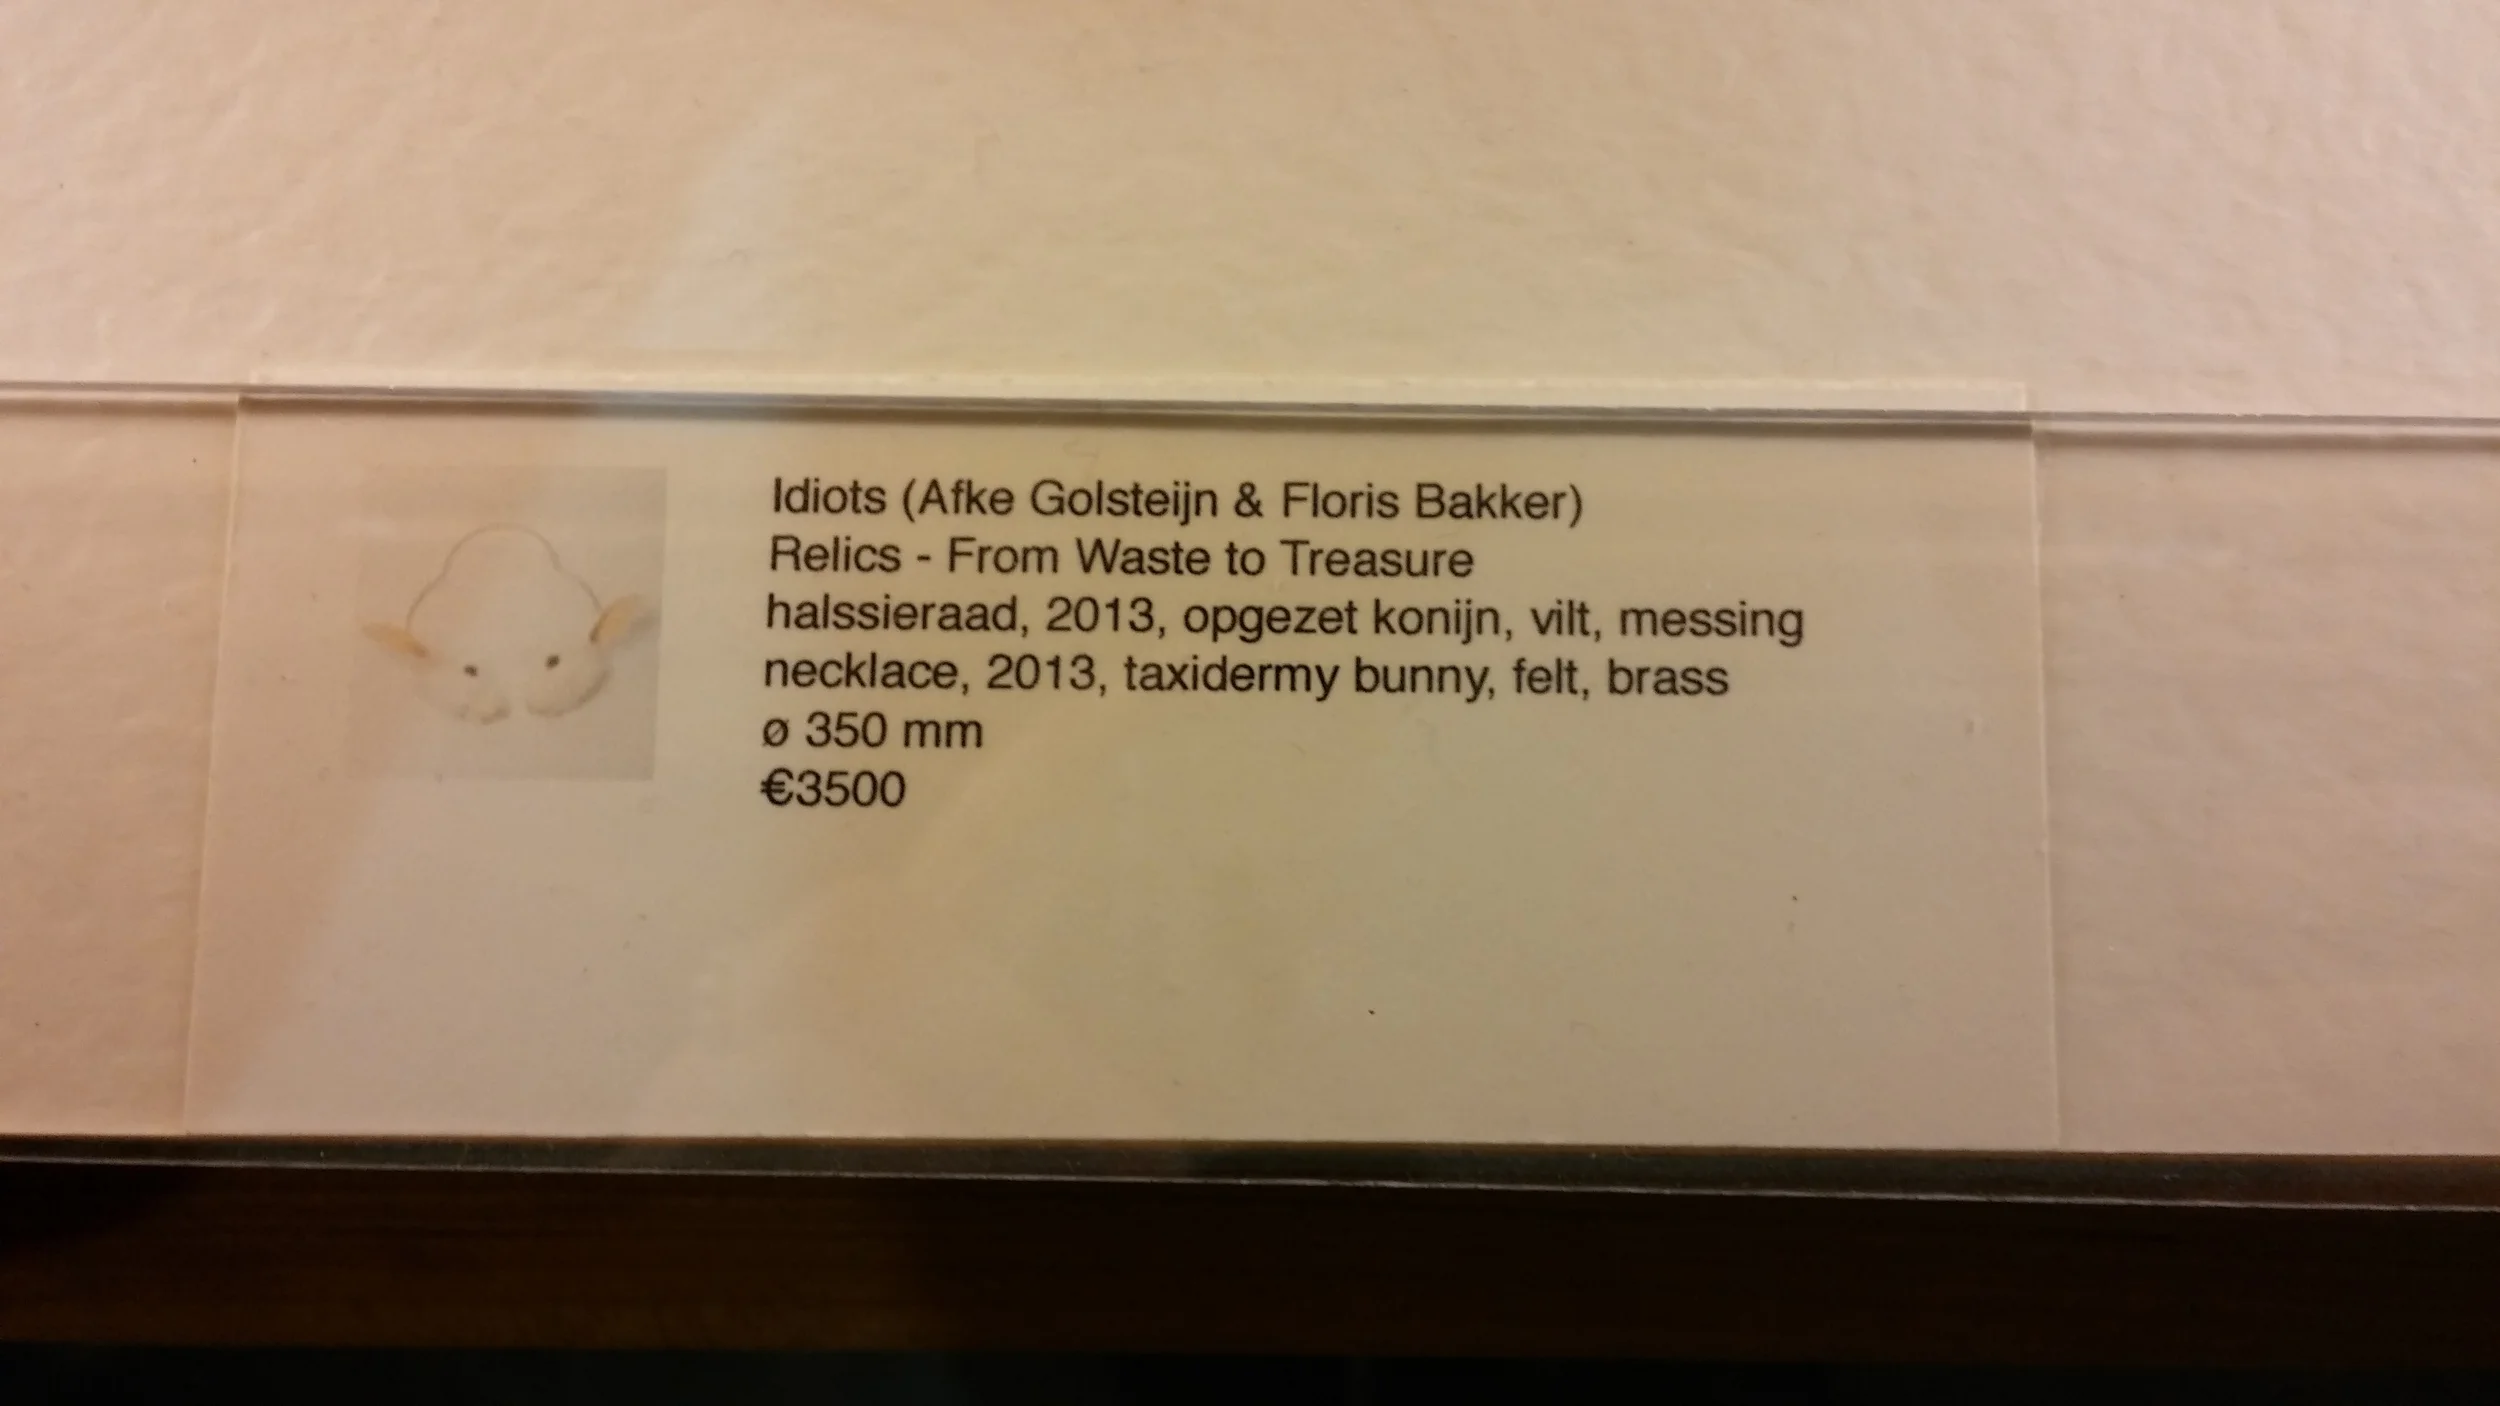 Idiots (Afke Golsteijn & Floris Bakker)
Relics - From Waste to Treasure
halssieraad, 2013, opgezet konijn, vilt, messing
necklace, 2013, taxidermy bunny, felt, brass
ø 350 mm
€3500